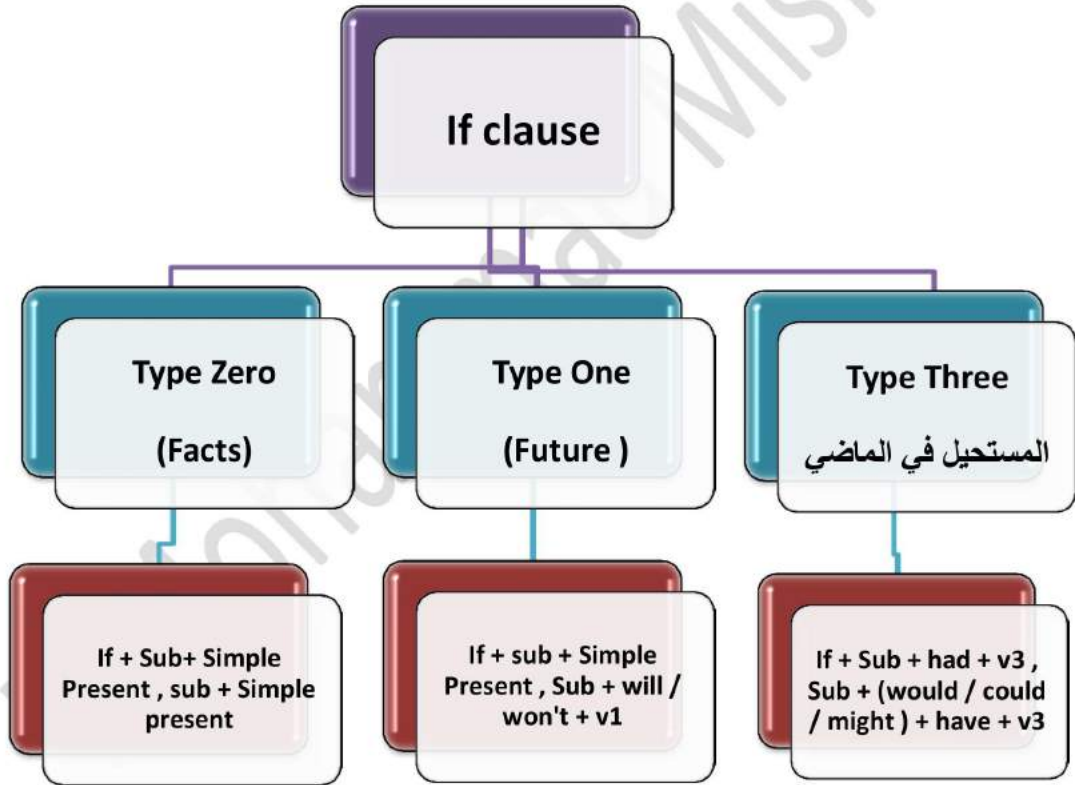 If clause
Type Zero
(Facts)
Type One
(Future )
Type Three
المستحيل في الماضي
If + Sub+ Simple
Present , sub + Simple
present
If + sub + Simple
Present , Sub + will /
won't + v1
If + Sub + had + v3 ,
Sub + (would / could
/ might ) + have + v3